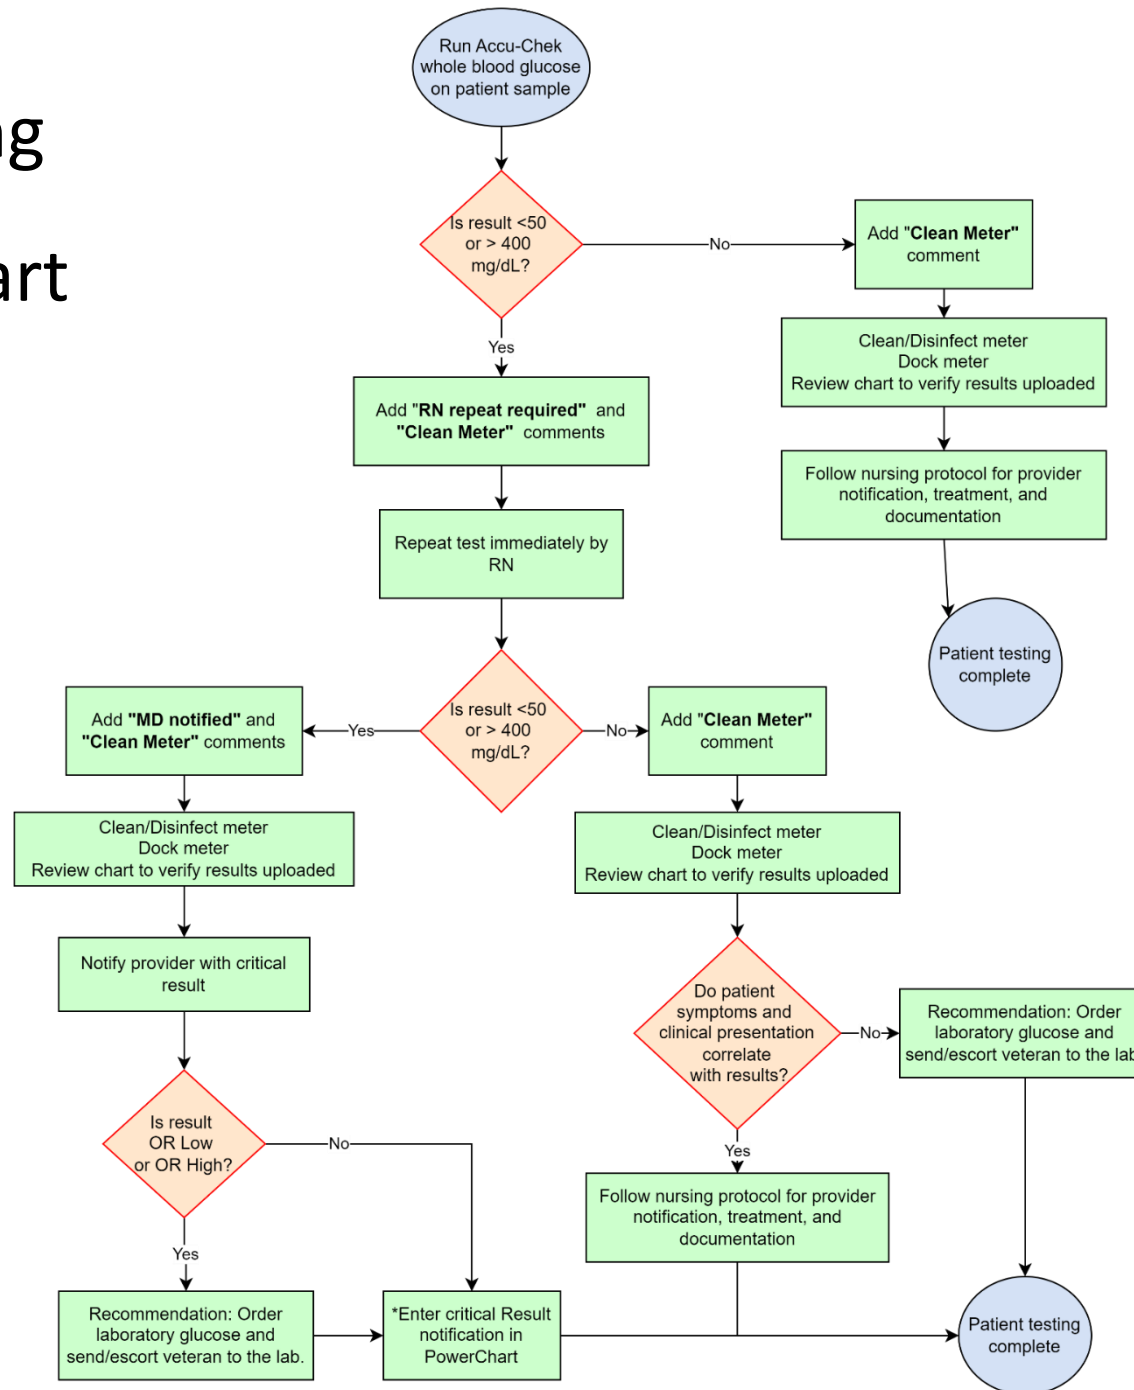 ng
art
Run Accu-Chek
whole blood glucose
on patient sample
Is result <50
or > 400
mg/dL?
No
Add "Clean Meter"
comment
Clean/Disinfect meter
Dock meter
Review chart to verify results uploaded
Follow nursing protocol for provider
notification, treatment, and
documentation
Patient testing
complete
Yes
Add "RN repeat required" and
"Clean Meter" comments
Repeat test immediately by
RN
Is result <50
or > 400
mg/dL?
Yes
Add "MD notified" and
"Clean Meter" comments
Clean/Disinfect meter
Dock meter
Review chart to verify results uploaded
Notify provider with critical
result
Is result
OR Low
or OR High?
No
Yes
Recommendation: Order
laboratory glucose and
send/escort veteran to the lab.
*Enter critical Result
notification in
PowerChart
No
Add "Clean Meter"
comment
Clean/Disinfect meter
Dock meter
Review chart to verify results uploaded
Do patient
symptoms and
clinical presentation
correlate
with results?
No
Recommendation: Order
laboratory glucose and
send/escort veteran to the lab
Yes
Follow nursing protocol for provider
notification, treatment, and
documentation
Patient testing
complete